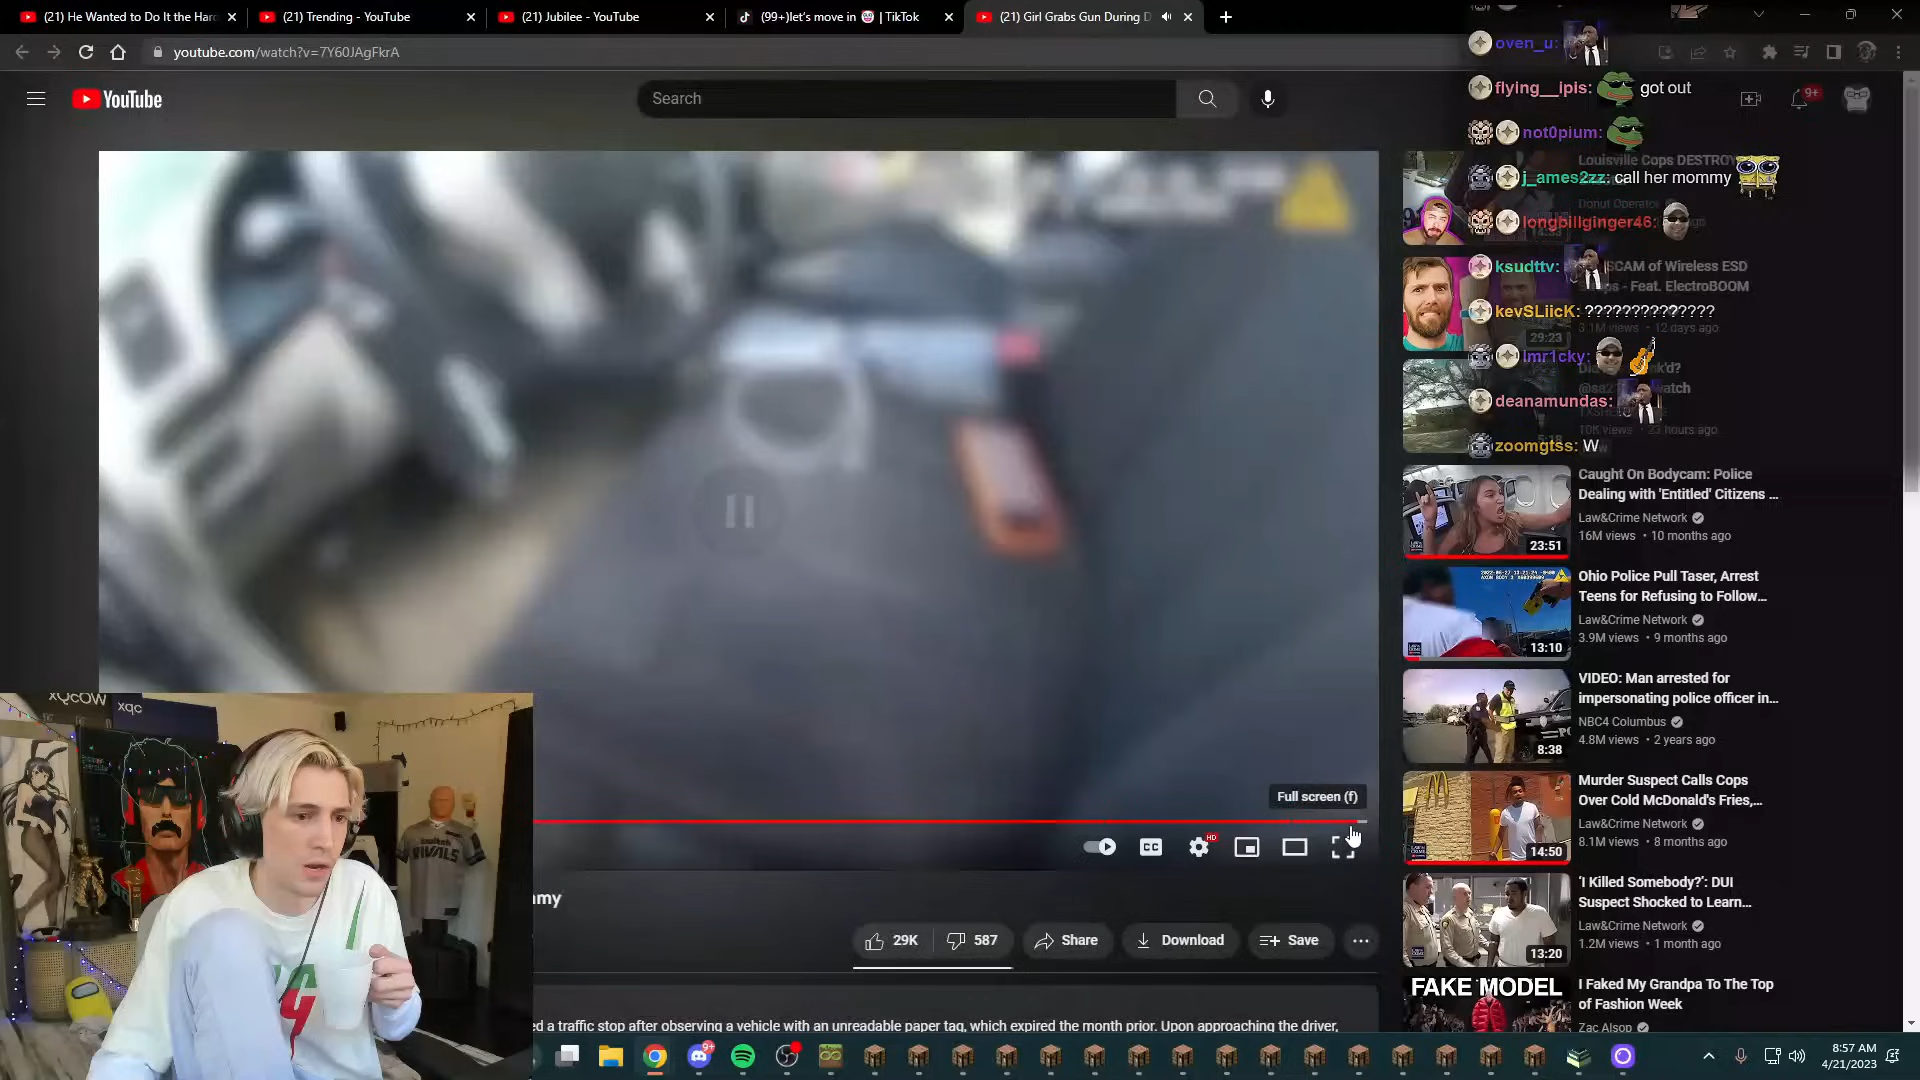 (21) He Wanted to Do It the Hard
(21) Trending - YouTube
(21) Jubilee - YouTube
(99+)let's move in | TikTok
(21) Girl Grabs Gun During D
youtube.com/watch?v=7Y60JAgFkrA
YouTube
Search
9+
oven_u:
flying__ipis: got out
not0pium:
j_ames2zz: call her mommy
longbillginger46:
ksudttv:
kevSLiicK: ??????????????
lmr1cky:
deanamundas:
zoomgtss: W
Louisville Cops DESTROY
Donut Operator
SCAM of Wireless ESD
- Feat. ElectroBOOM
3.1M views • 12 days ago
29:23
10K views • 23 hours ago
Caught On Bodycam: Police
Dealing with 'Entitled' Citizens ...
Law&Crime Network
16M views • 10 months ago
23:51
Ohio Police Pull Taser, Arrest
Teens for Refusing to Follow...
Law&Crime Network
3.9M views • 9 months ago
13:10
VIDEO: Man arrested for
impersonating police officer in...
NBC4 Columbus
4.8M views • 2 years ago
8:38
Murder Suspect Calls Cops
Over Cold McDonald's Fries,...
Law&Crime Network
8.1M views • 8 months ago
14:50
'I Killed Somebody?': DUI
Suspect Shocked to Learn...
Law&Crime Network
1.2M views • 1 month ago
13:20
FAKE MODEL
I Faked My Grandpa To The Top
of Fashion Week
Zac Alsop
Full screen (f)
CC
HD
mmy
29K
587
Share
Download
Save
ed a traffic stop after observing a vehicle with an unreadable paper tag, which expired the month prior. Upon approaching the driver,
xQcOW
xqc
RIVALS
9+
8:57 AM
4/21/2023